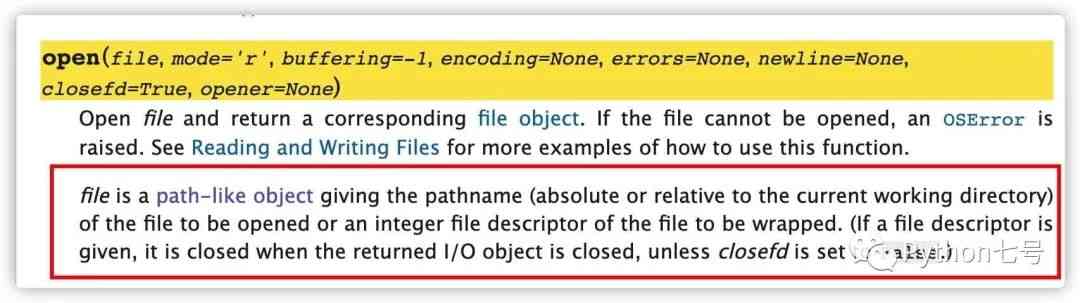 open(file, mode='r', buffering=-1, encoding=None, errors=None, newline=None,
closefd=True, opener=None)
Open file and return a corresponding file object. If the file cannot be opened, an OSError is
raised. See Reading and Writing Files for more examples of how to use this function.
file is a path-like object giving the pathname (absolute or relative to the current working directory)
of the file to be opened or an integer file descriptor of the file to be wrapped. (If a file descriptor is
given, it is closed when the returned I/O object is closed, unless closefd is set
Python七号